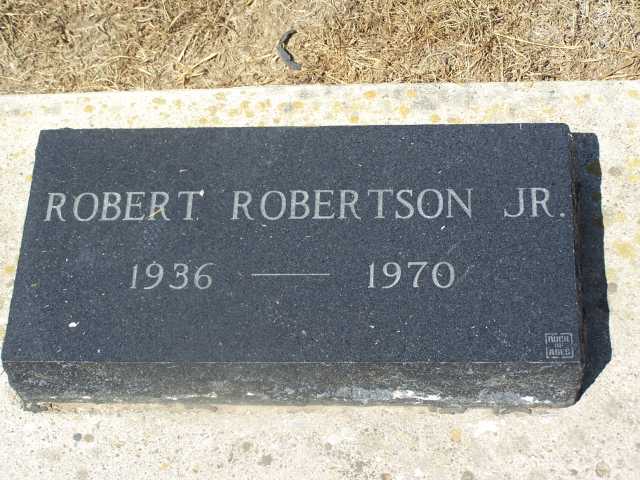 ROBERT ROBERTSON JR.
1936 — 1970
ROCK
OF
AGES